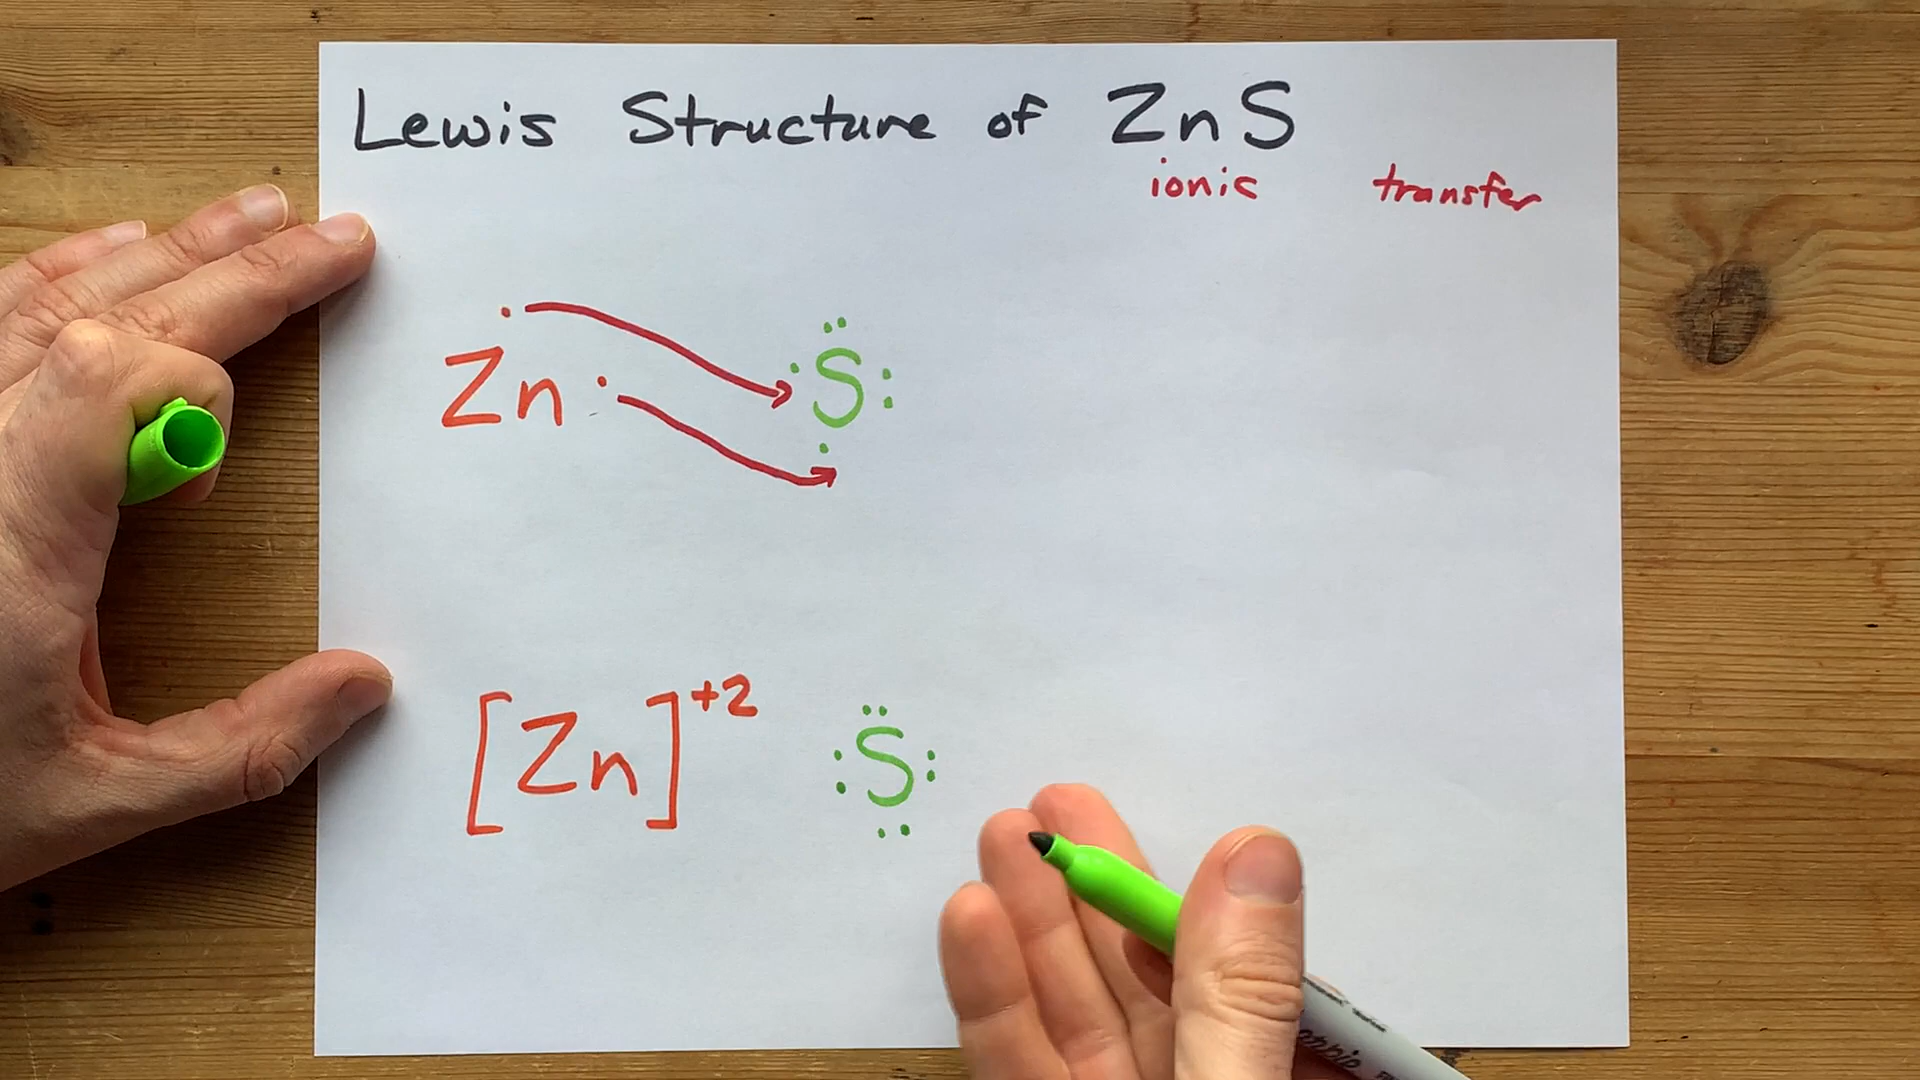 Lewis Structure of ZnS
ionic transfer
Zn S
[Zn]+2 S